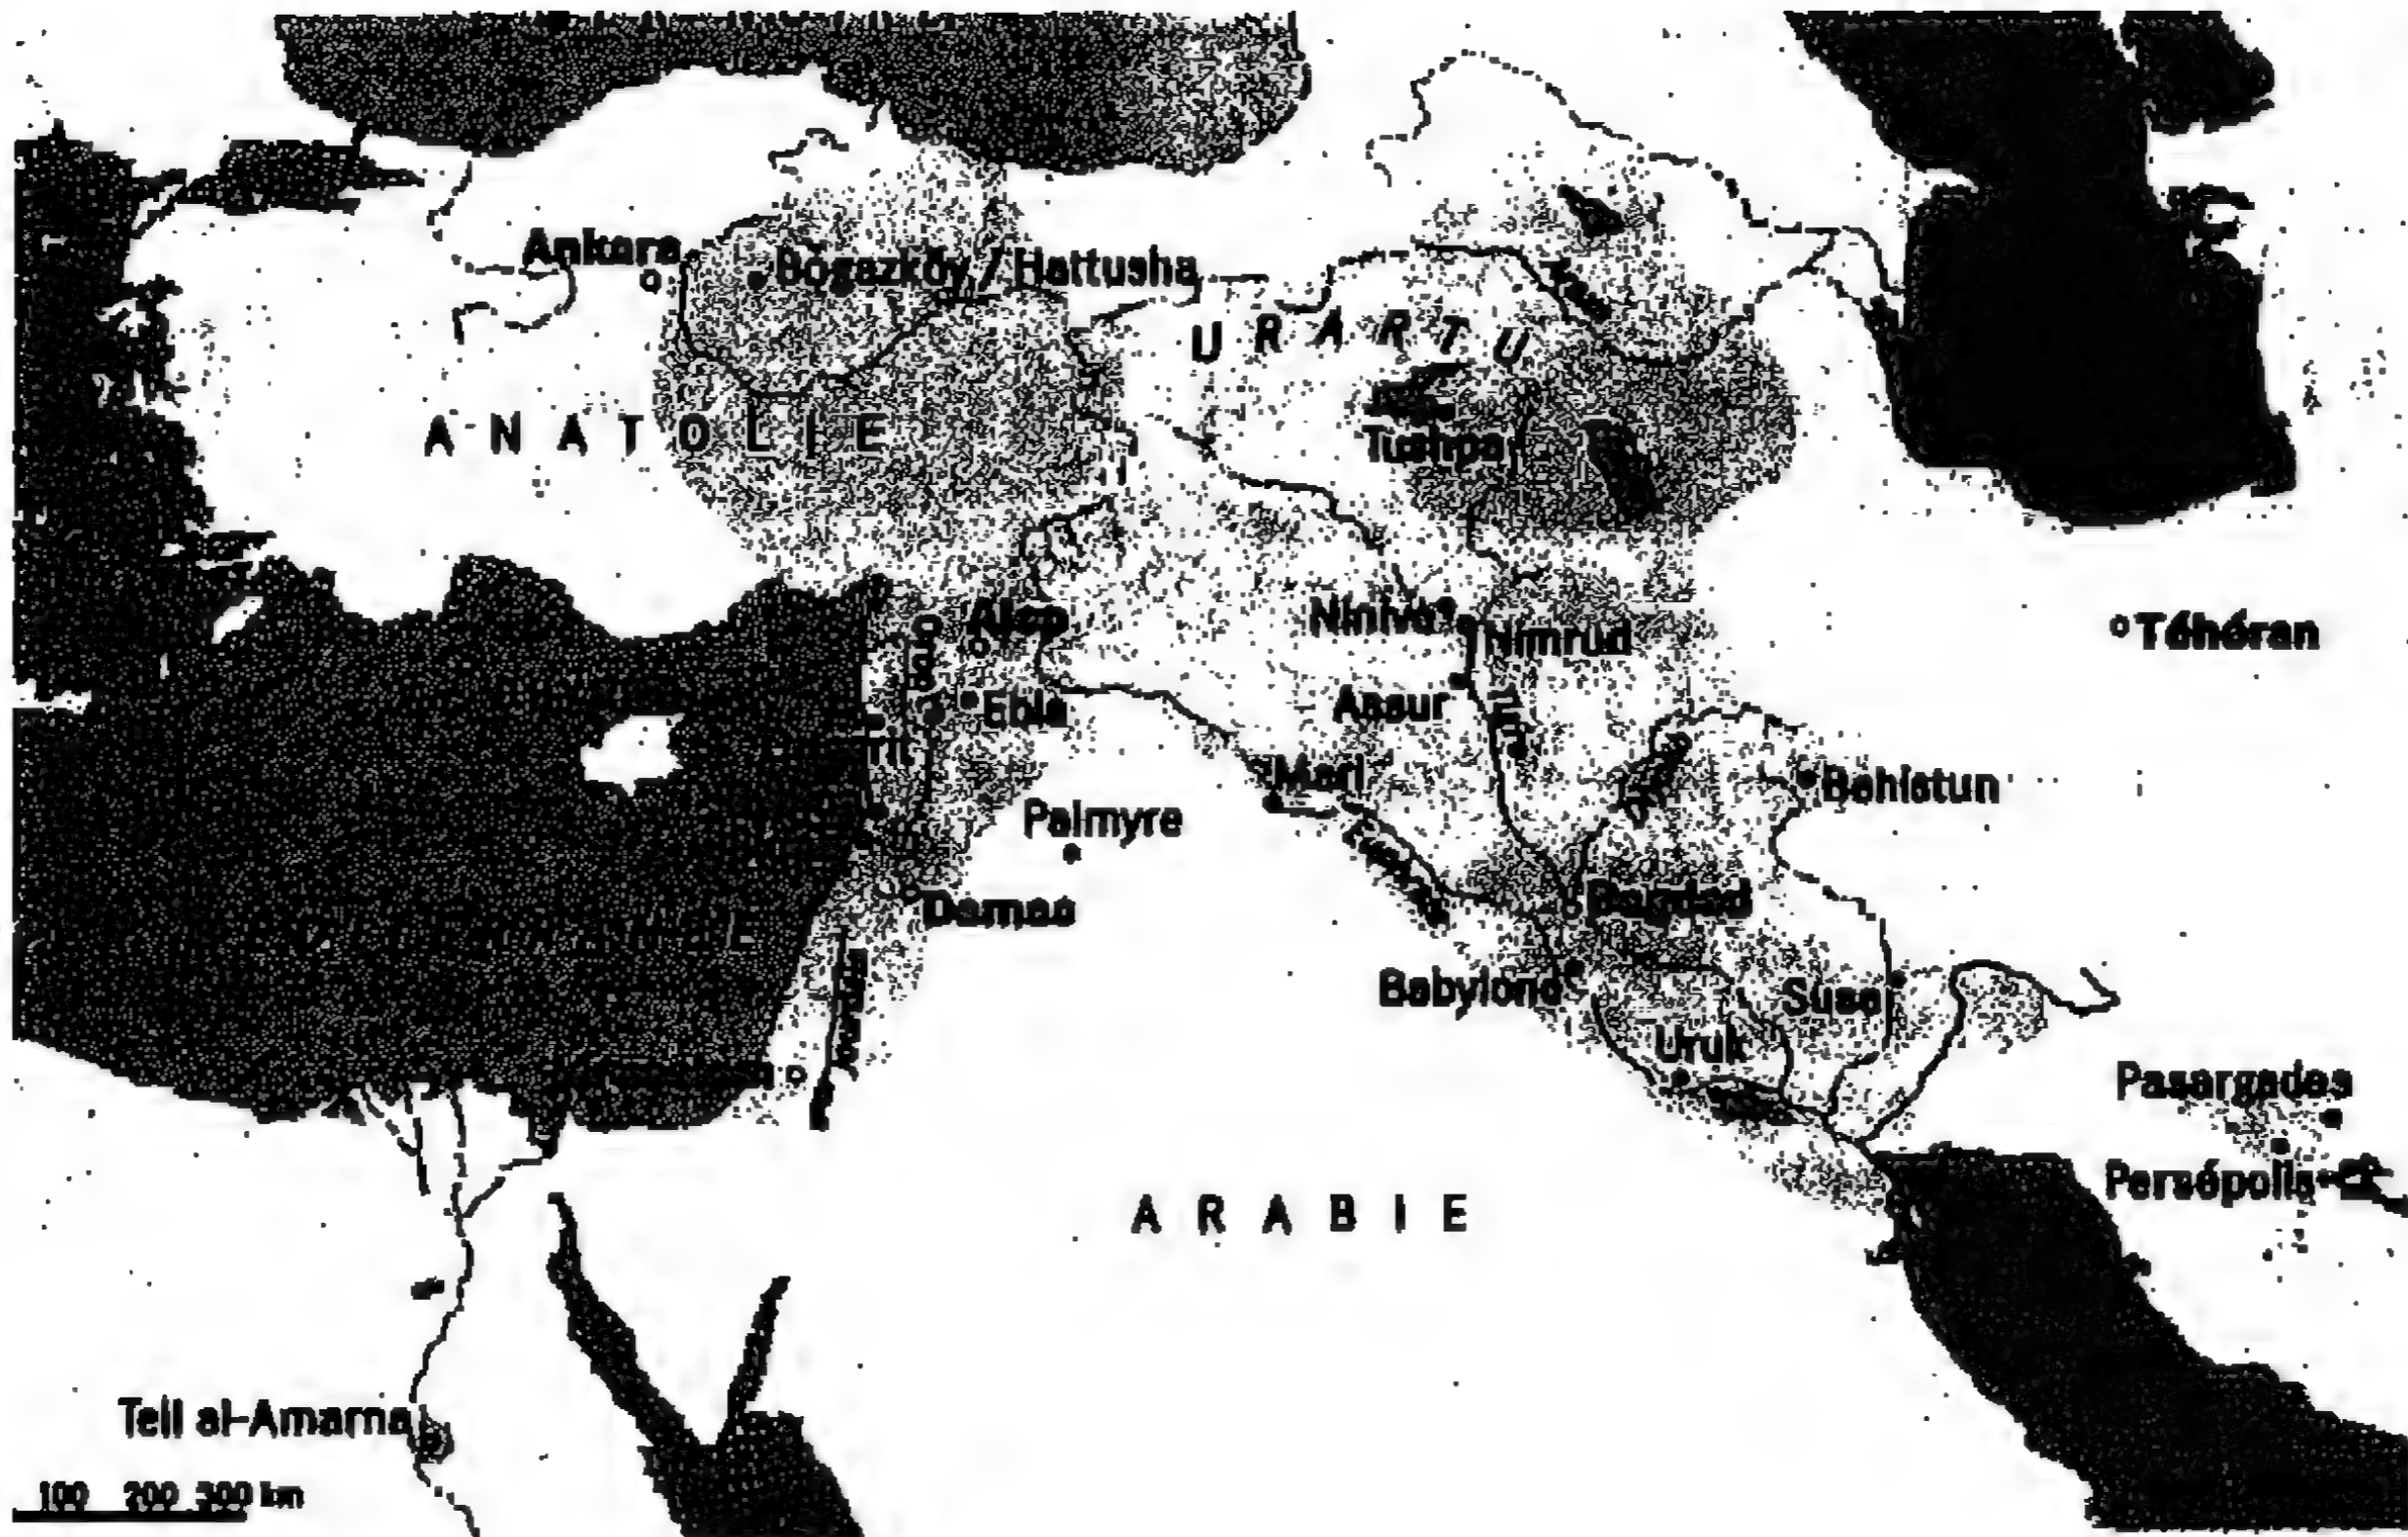 Ankara
Bögazköy / Hattusha
URARTU
ANATOLIE
Tushpa
Alep
Ninive
Nimrud
Téhéran
Ebla
Assur
Mari
Behistun
Palmyre
Damas
Bagdad
Babylone
Suse
Uruk
Pasargades
Persépolis
ARABIE
Tell al-Amarna
100 200 300 km